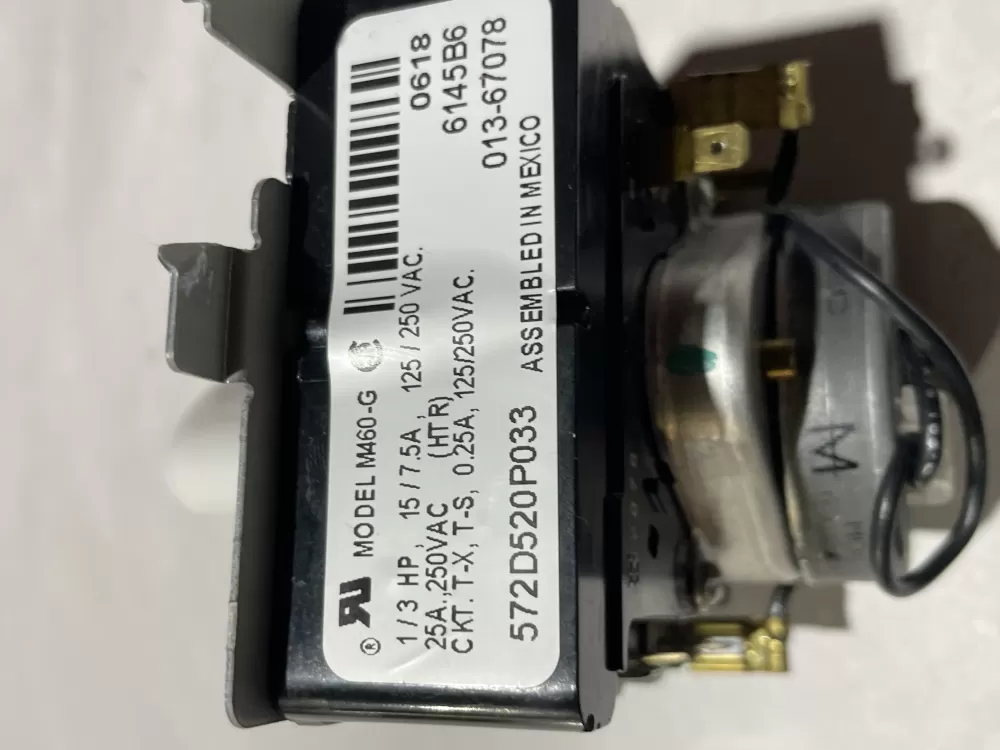 MODEL M460-G
0618
1/3 HP, 15/7.5A, 125/250 VAC.
6145B6
25A.,250VAC (HTR)
CKT. T-X, T-S, 0.25A, 125/250VAC.
013-67078
572D520P033
ASSEMBLED IN MEXICO
M